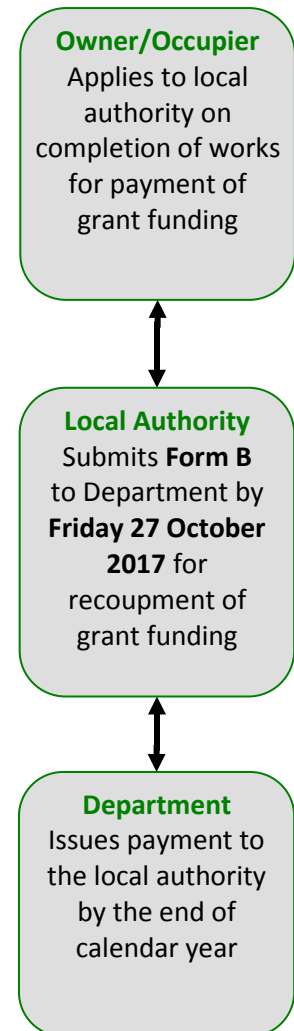 Owner/Occupier
Applies to local
authority on
completion of works
for payment of
grant funding
Local Authority
Submits Form B
to Department by
Friday 27 October
2017 for
recoupment of
grant funding
Department
Issues payment to
the local authority
by the end of
calendar year